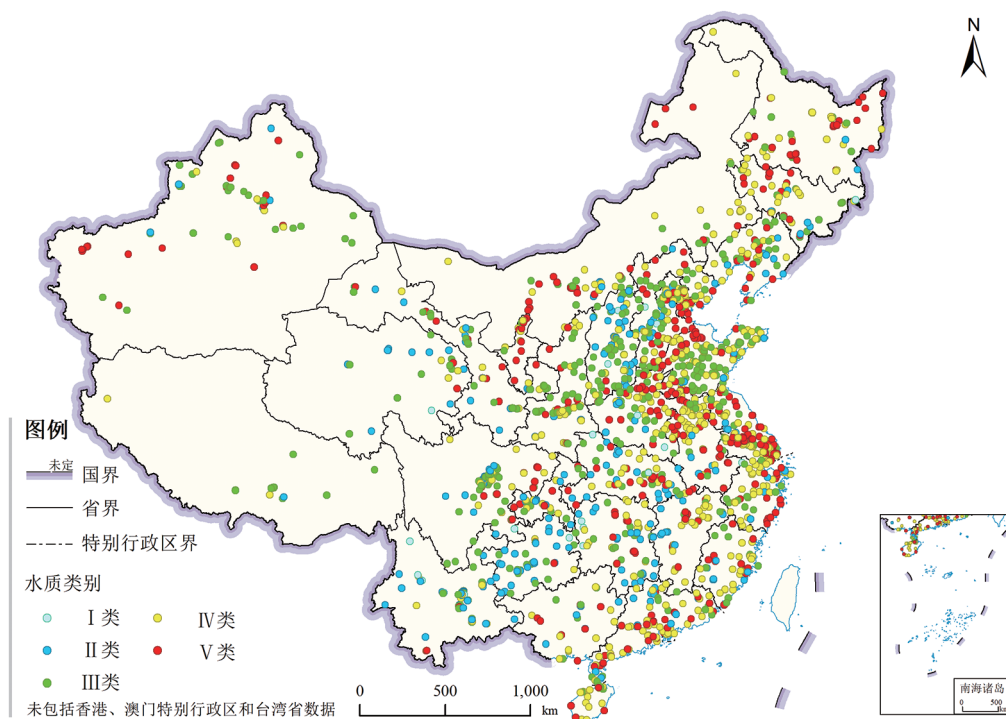 N
图例
未定
国界
省界
特别行政区界
水质类别
Ⅰ类
Ⅳ类
Ⅱ类
Ⅴ类
Ⅲ类
未包括香港、澳门特别行政区和台湾省数据
0 500 1,000
km
南海诸岛
0 500
km